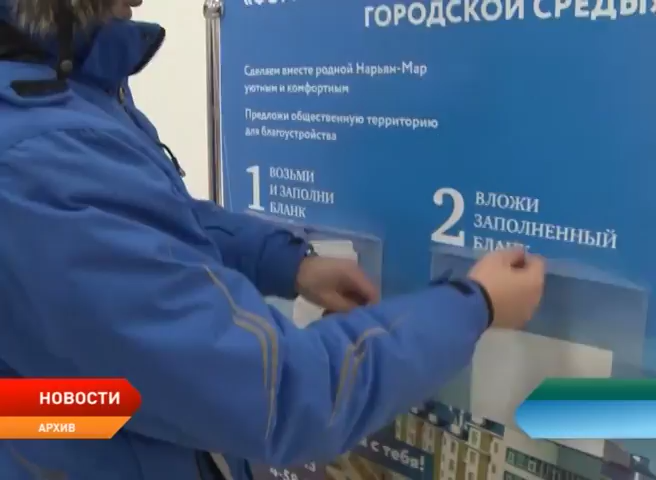 ГОРОДСКОЙ СРЕДЫ»
Сделаем вместе родной Нарьян-Мар
уютным и комфортным!
Предложи общественную территорию
для благоустройства!
1 ВОЗЬМИ
И ЗАПОЛНИ
БЛАНК
2 ВЛОЖИ
ЗАПОЛНЕННЫЙ
БЛАНК
НОВОСТИ
АРХИВ
с тебя!